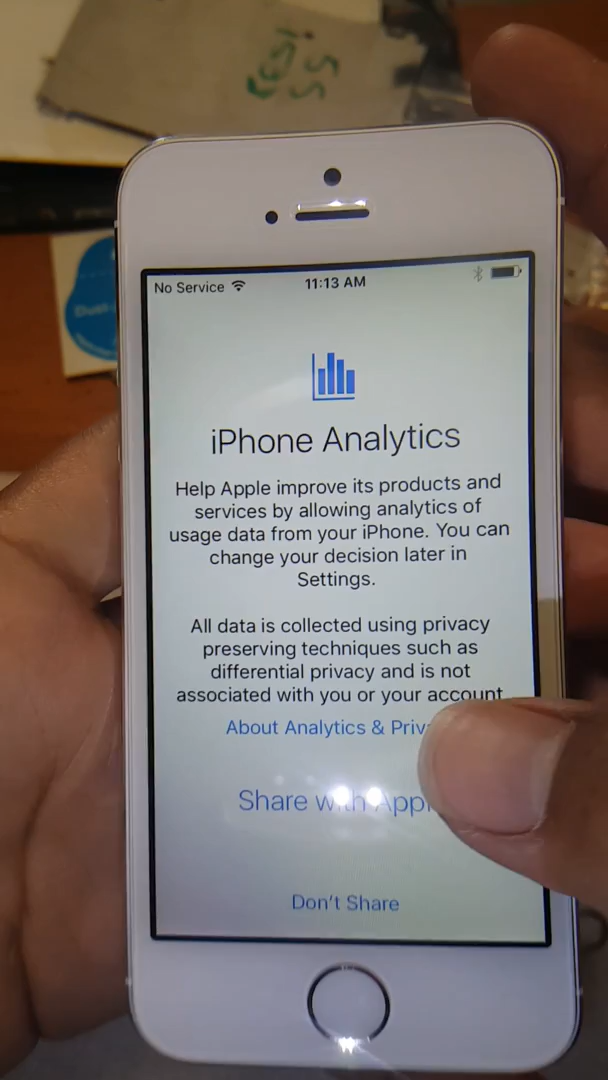 No Service
11:13 AM
iPhone Analytics
Help Apple improve its products and
services by allowing analytics of
usage data from your iPhone. You can
change your decision later in
Settings.
All data is collected using privacy
preserving techniques such as
differential privacy and is not
associated with you or your account
About Analytics &
Share with
Don't Share